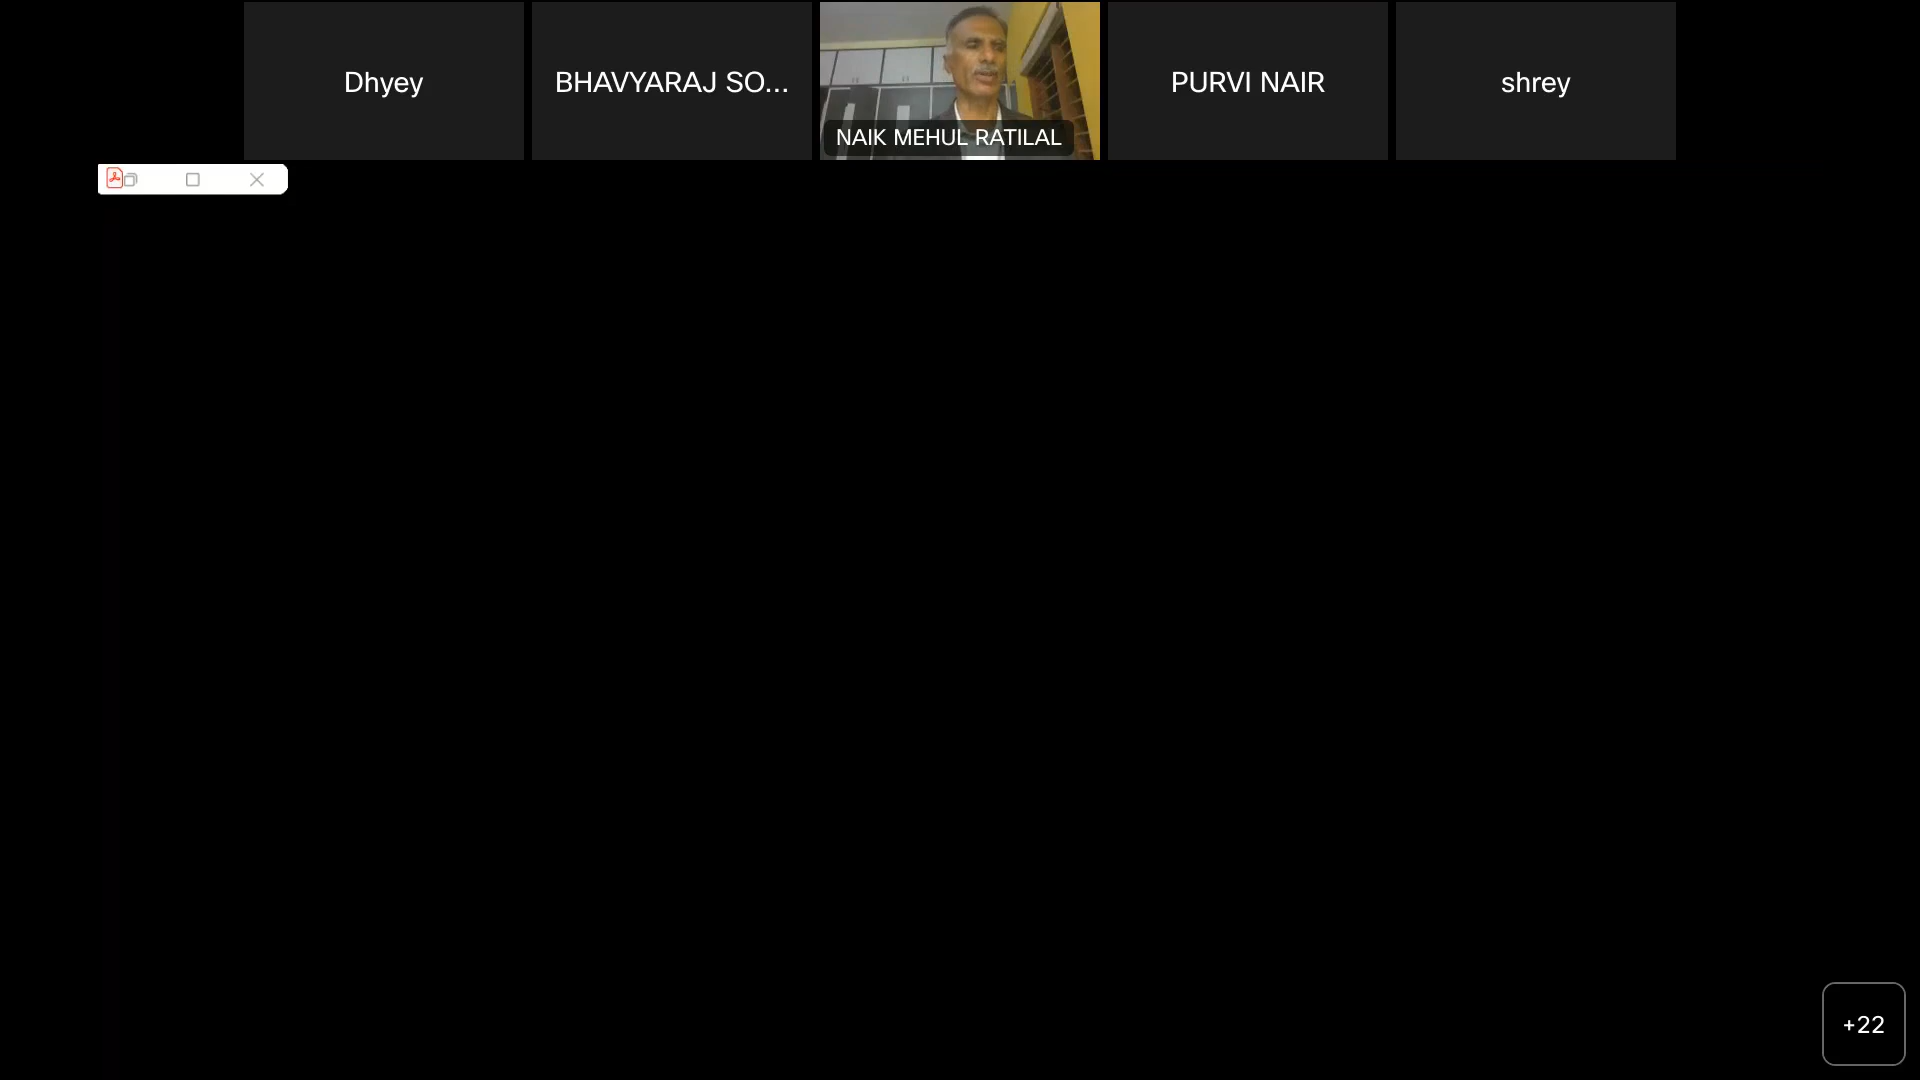 Dhyey
BHAVYARAJ SO...
NAIK MEHUL RATILAL
PURVI NAIR
shrey
+22